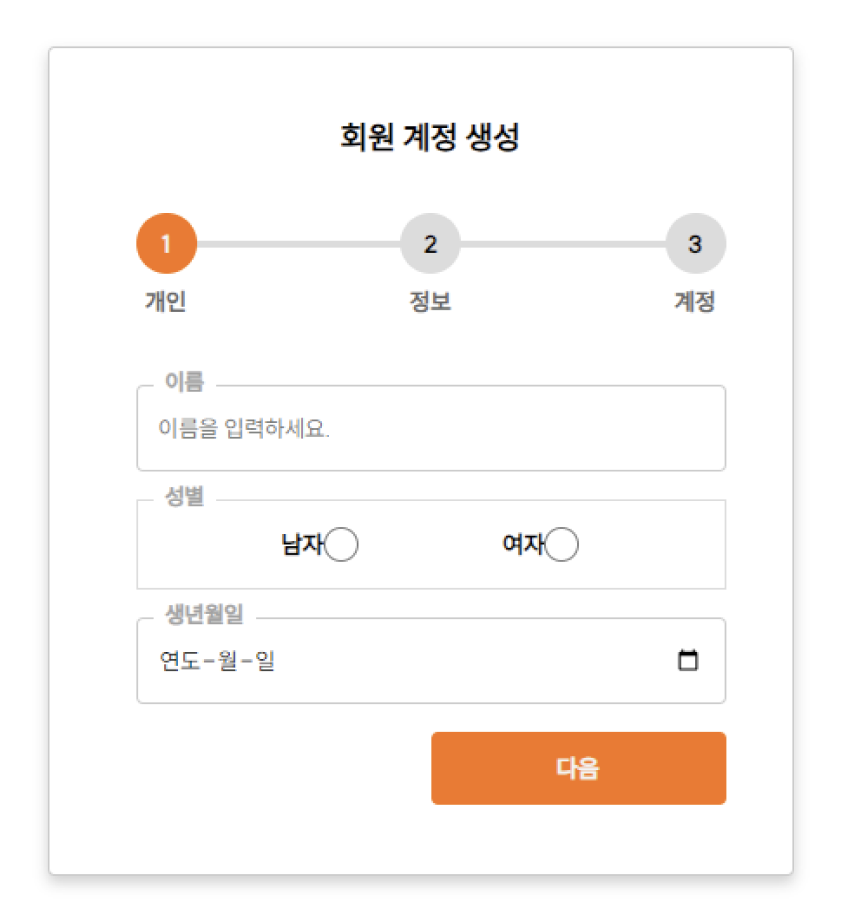 회원 계정 생성
1 2 3
개인 정보 계정
이름
이름을 입력하세요.
성별
남자 여자
생년월일
연도-월-일
다음